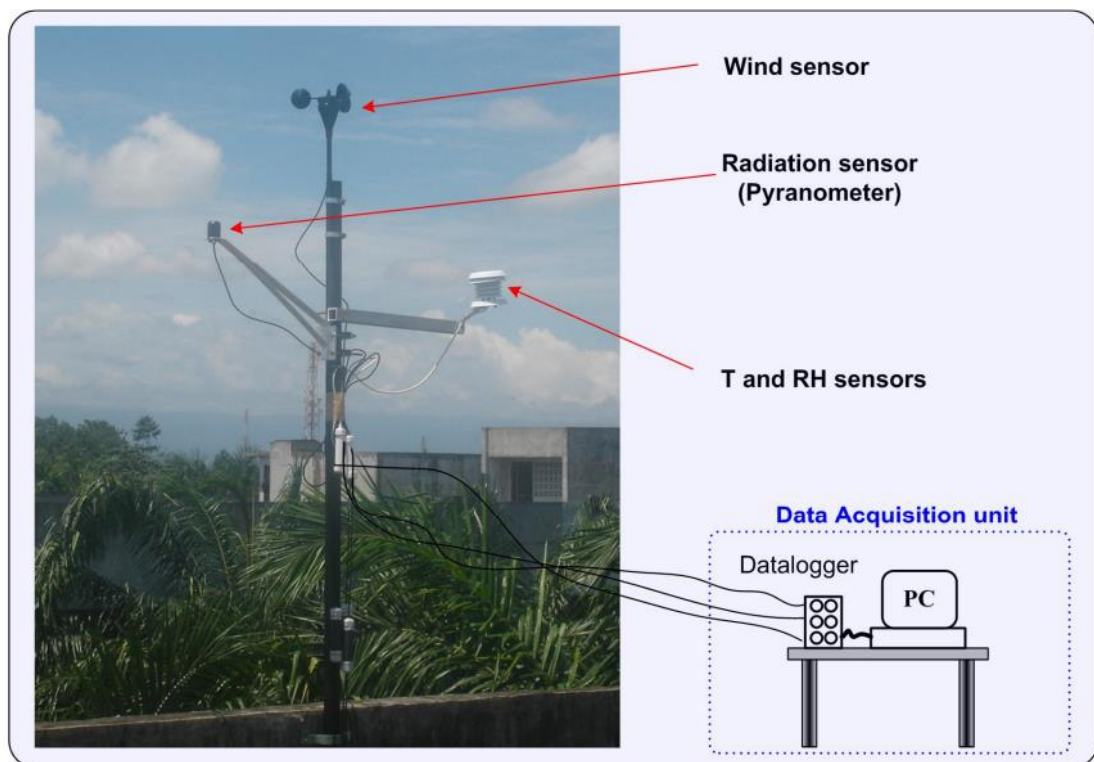 Wind sensor
Radiation sensor
(Pyranometer)
T and RH sensors
Data Acquisition unit
Datalogger
PC